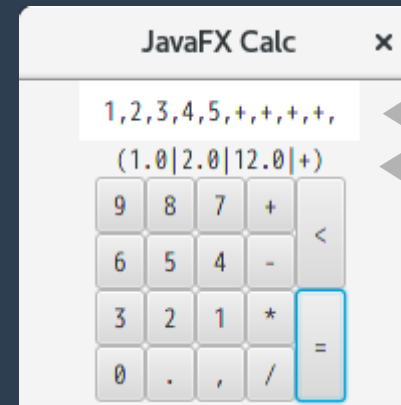 JavaFX Calc ×
1,2,3,4,5,+,+,+,+,
(1.0|2.0|12.0|+)
9 8 7 + <
6 5 4 -
3 2 1 * =
0 . , /